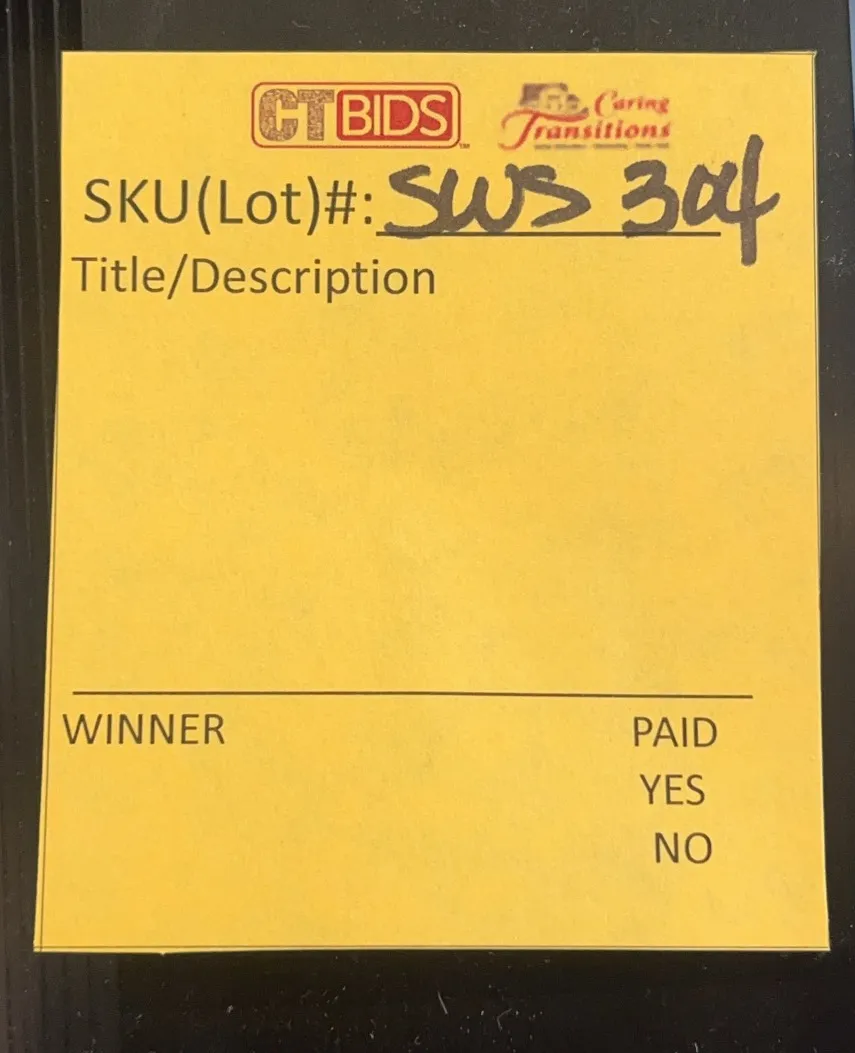 CTBIDS Caring Transitions
SKU(Lot)#: SWS 304
Title/Description
WINNER PAID
YES
NO